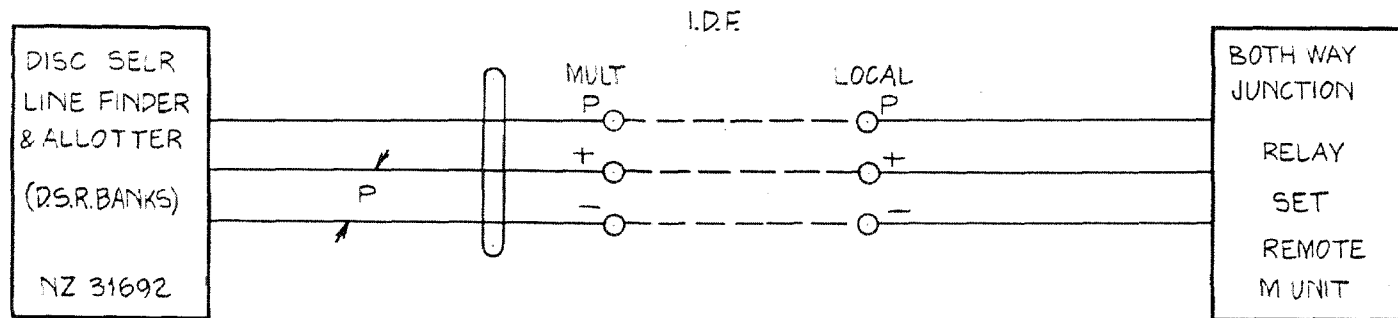 I.D.F.
DISC SELR
LINE FINDER
& ALLOTTER
(D.S.R. BANKS)
NZ 31692
MULT
P
+
−
P
LOCAL
P
+
−
BOTH WAY
JUNCTION
RELAY
SET
REMOTE
M UNIT